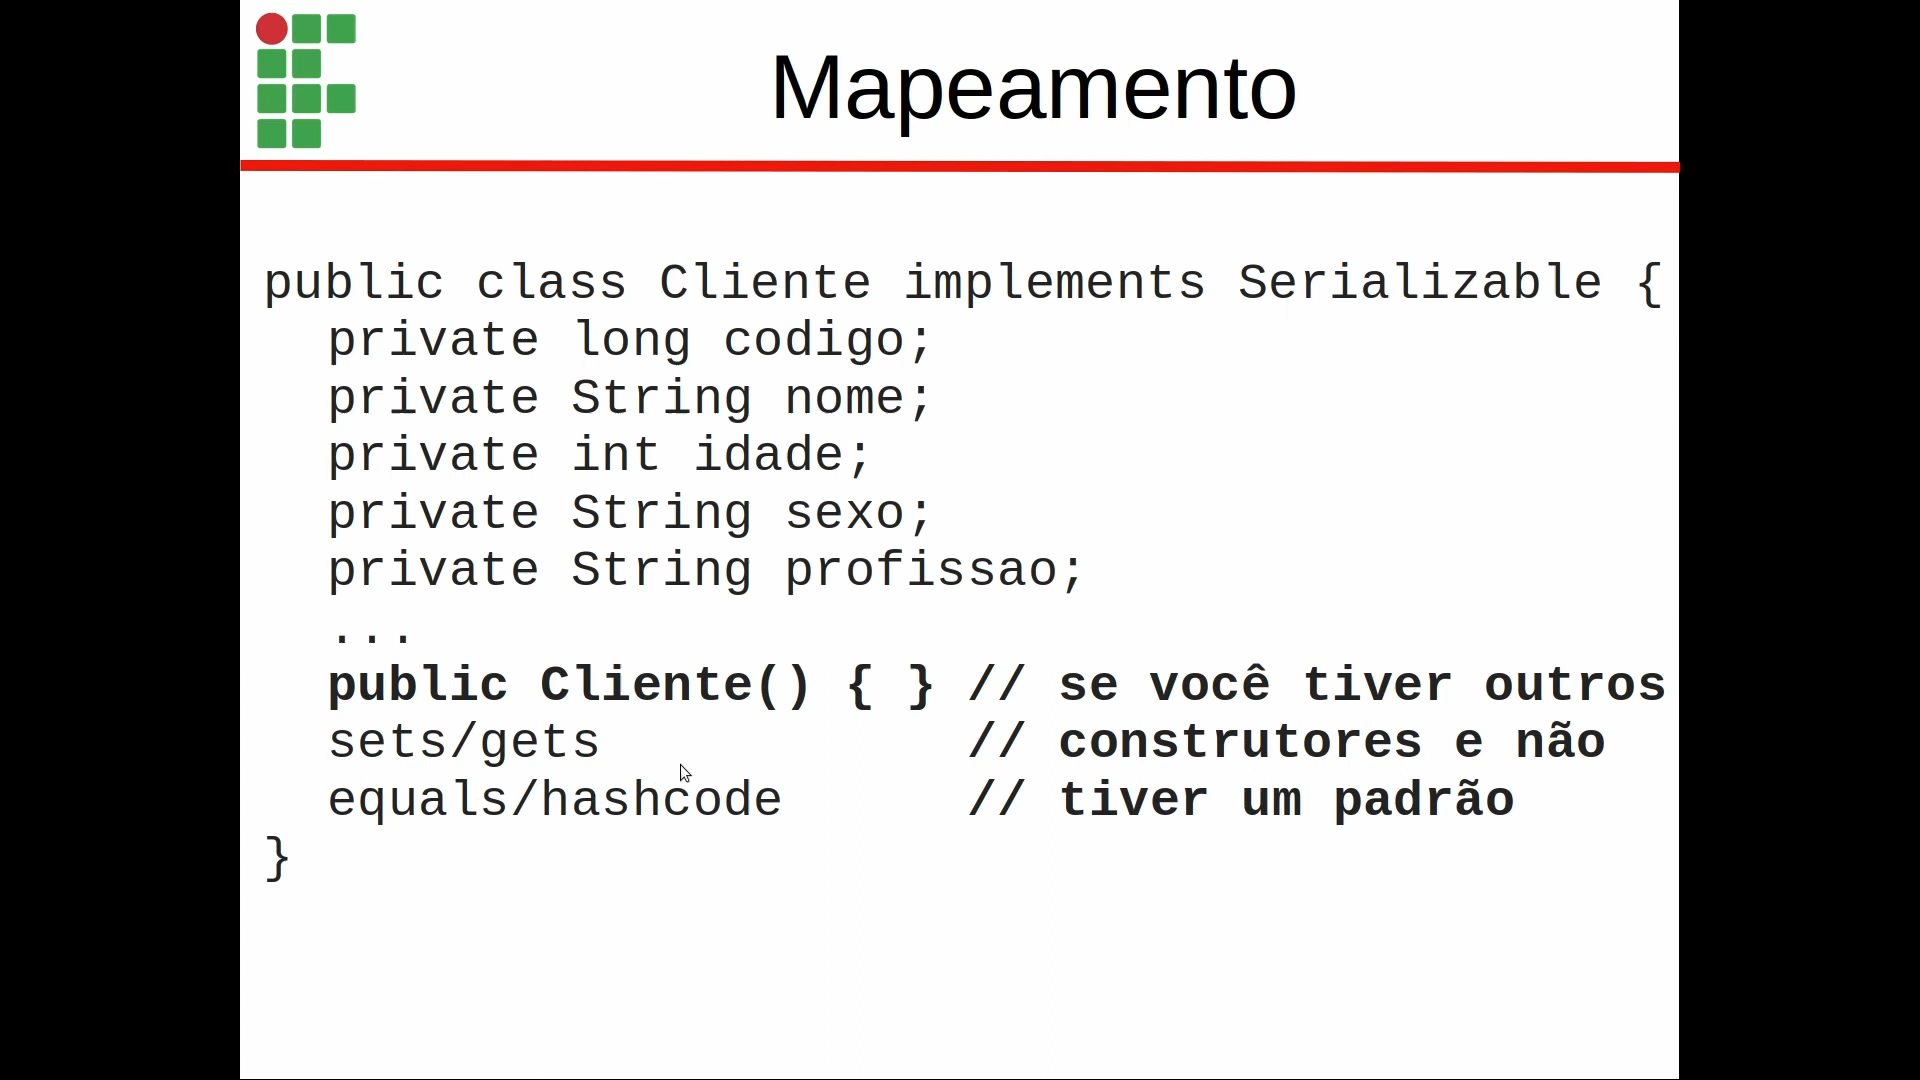 Mapeamento
public class Cliente implements Serializable {
private long codigo;
private String nome;
private int idade;
private String sexo;
private String profissao;
...
public Cliente() { } // se você tiver outros
sets/gets // construtores e não
equals/hashcode // tiver um padrão
}